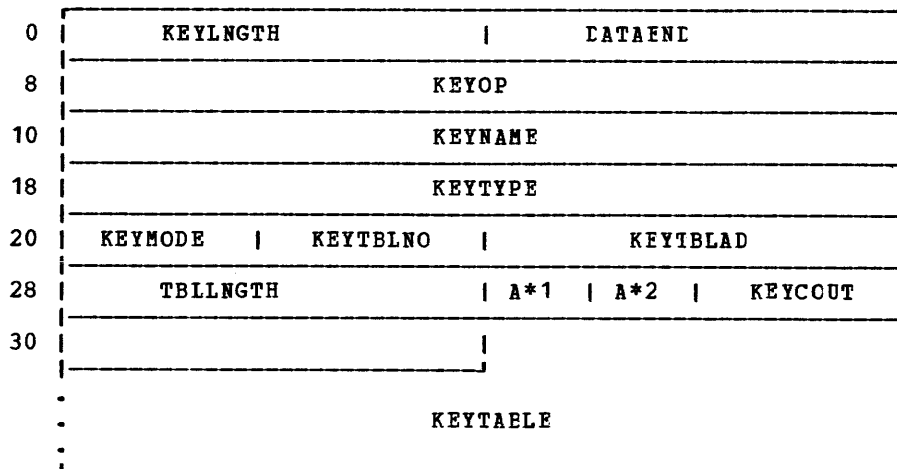 0 KEYLNGTH | DATAEND
8 KEYOP
10 KEYNAME
18 KEYTYPE
20 KEYMODE | KEYTBLNO | KEYTBLAD
28 TBLLNGTH | A*1 | A*2 | KEYCOUT
30
KEYTABLE